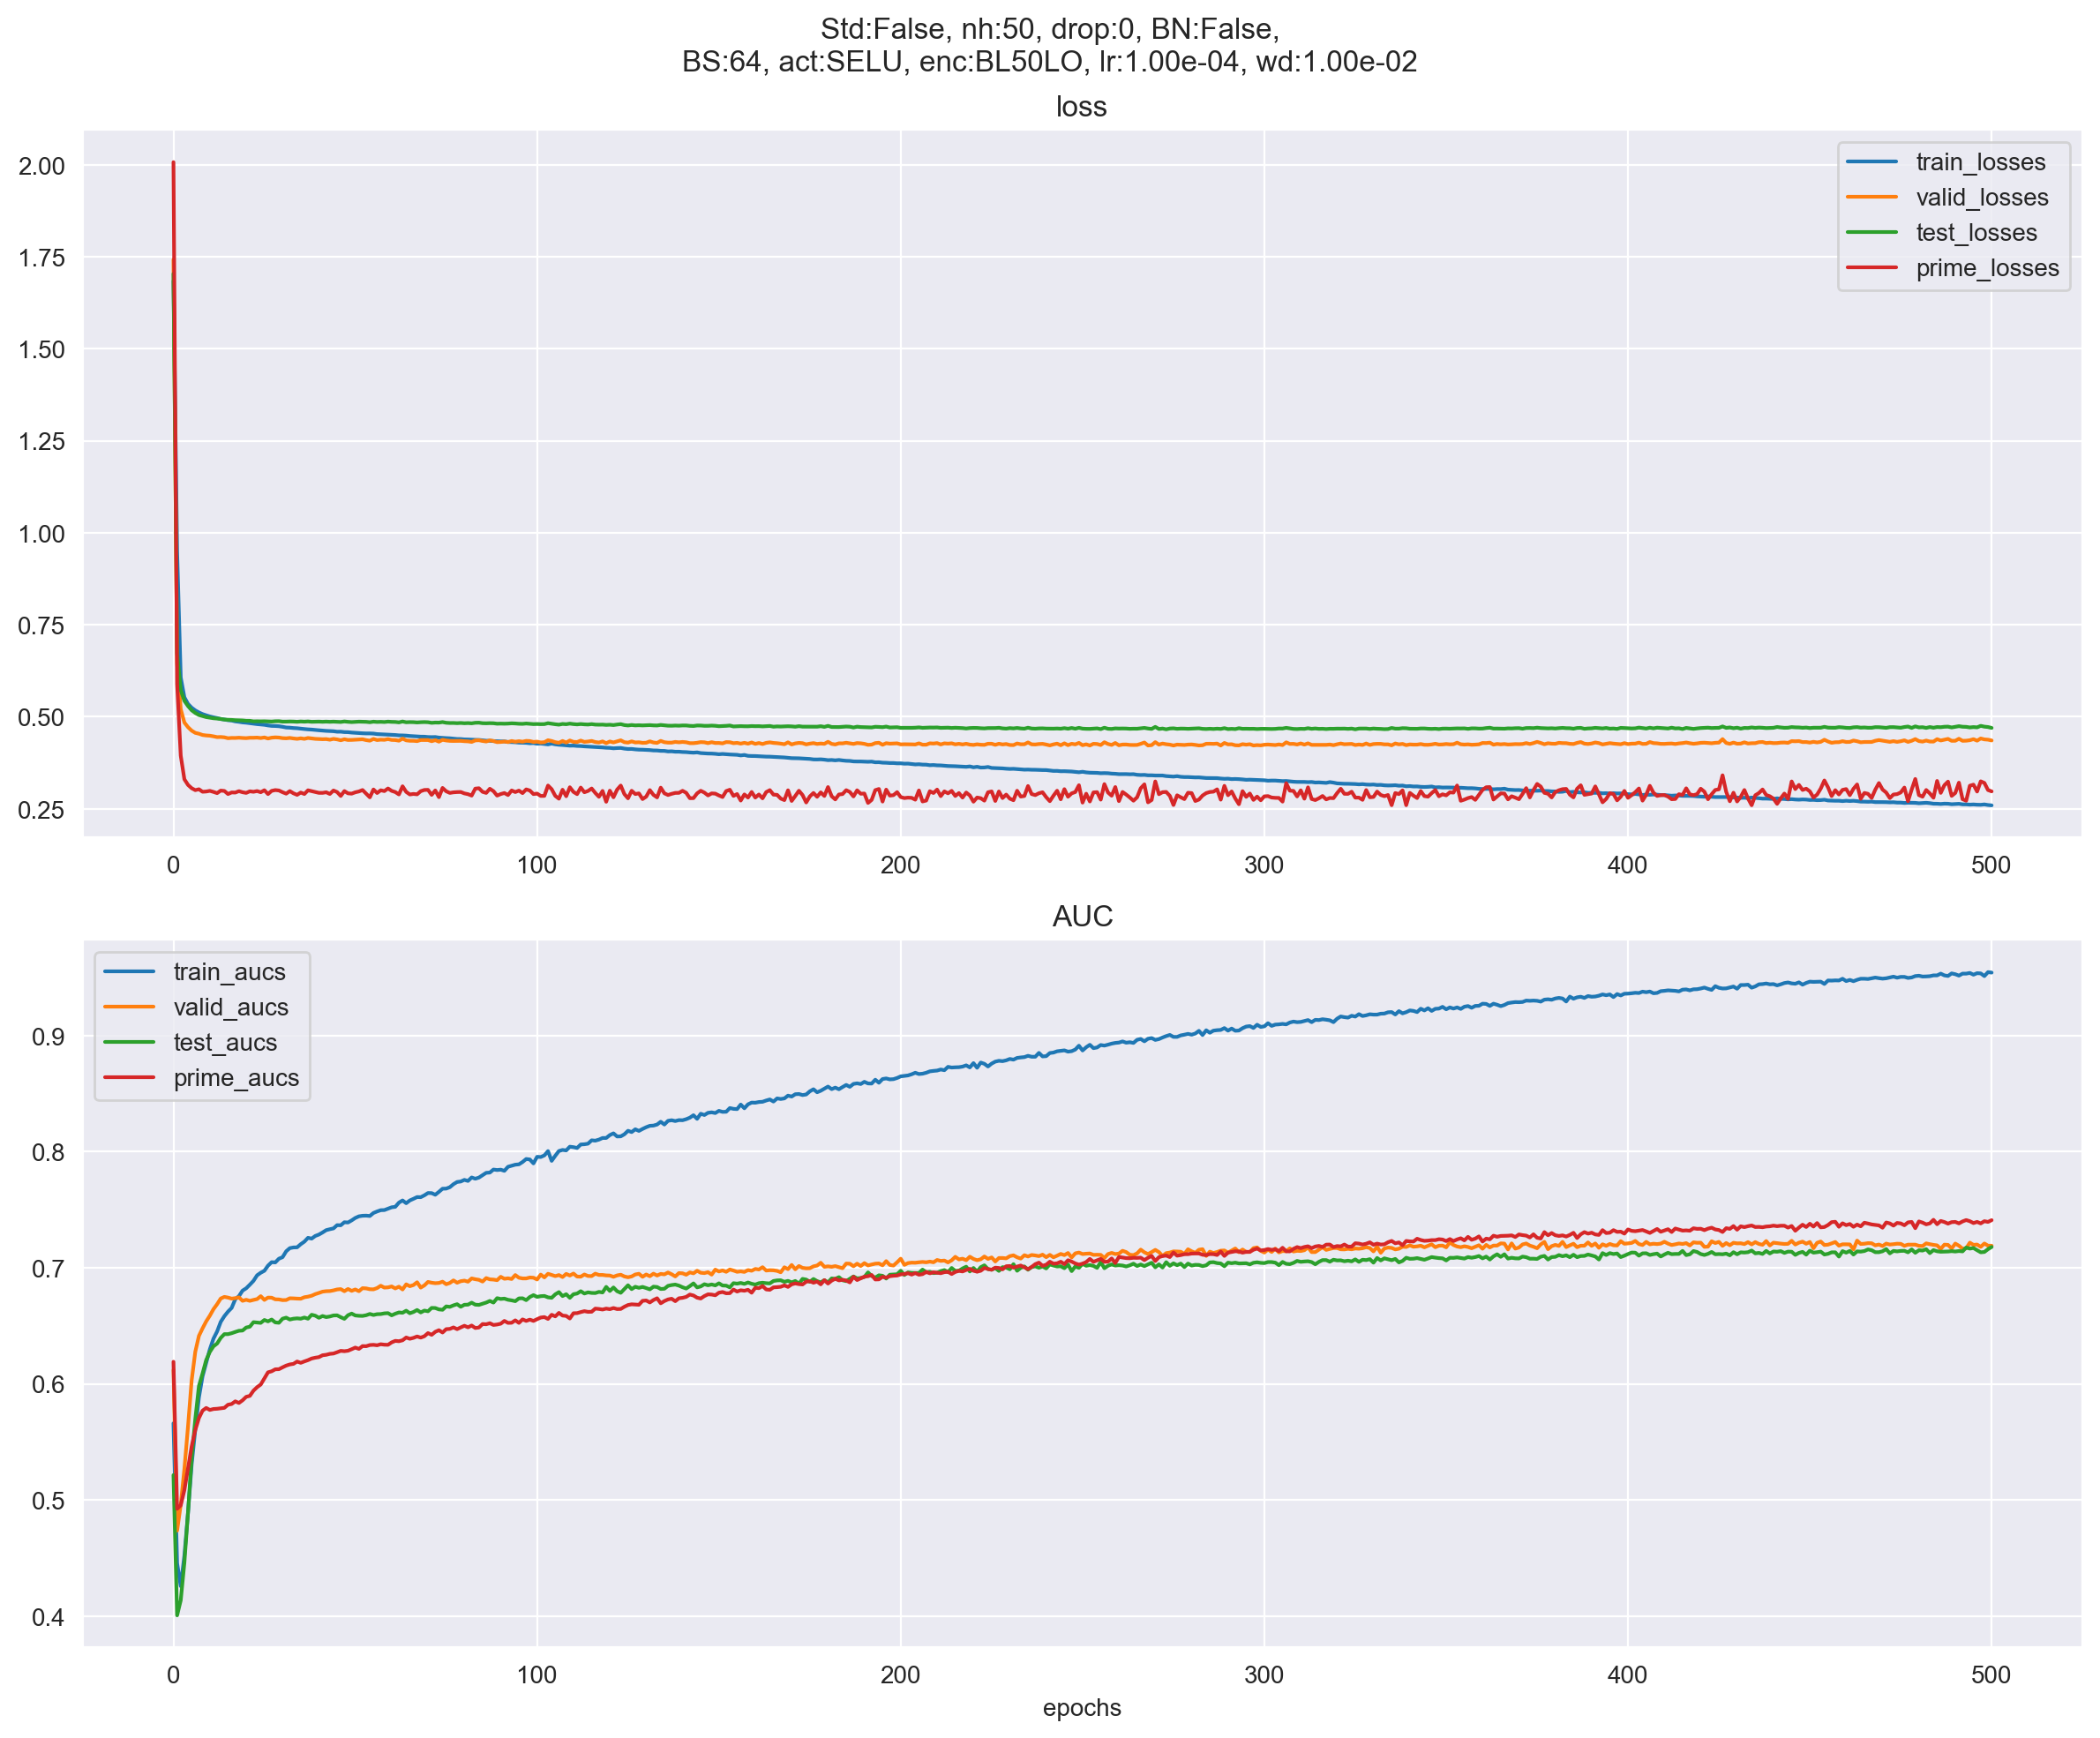 Std:False, nh:50, drop:0, BN:False,
BS:64, act:SELU, enc:BL50LO, lr:1.00e-04, wd:1.00e-02
loss
2.00
1.75
1.50
1.25
1.00
0.75
0.50
0.25
train_losses
valid_losses
test_losses
prime_losses
0 100 200 300 400 500
AUC
train_aucs
valid_aucs
test_aucs
prime_aucs
0.9
0.8
0.7
0.6
0.5
0.4
0 100 200 300 400 500
epochs